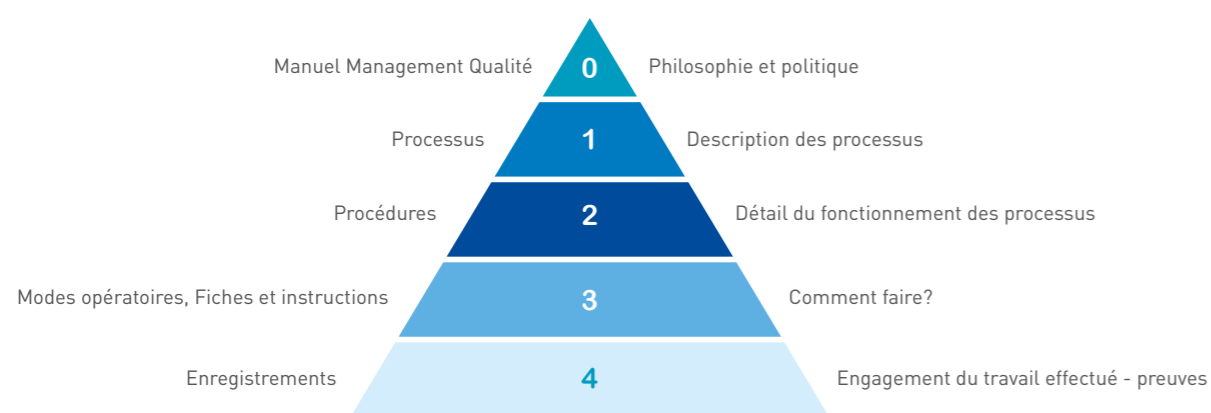 Manuel Management Qualité 0 Philosophie et politique
Processus 1 Description des processus
Procédures 2 Détail du fonctionnement des processus
Modes opératoires, Fiches et instructions 3 Comment faire?
Enregistrements 4 Engagement du travail effectué - preuves